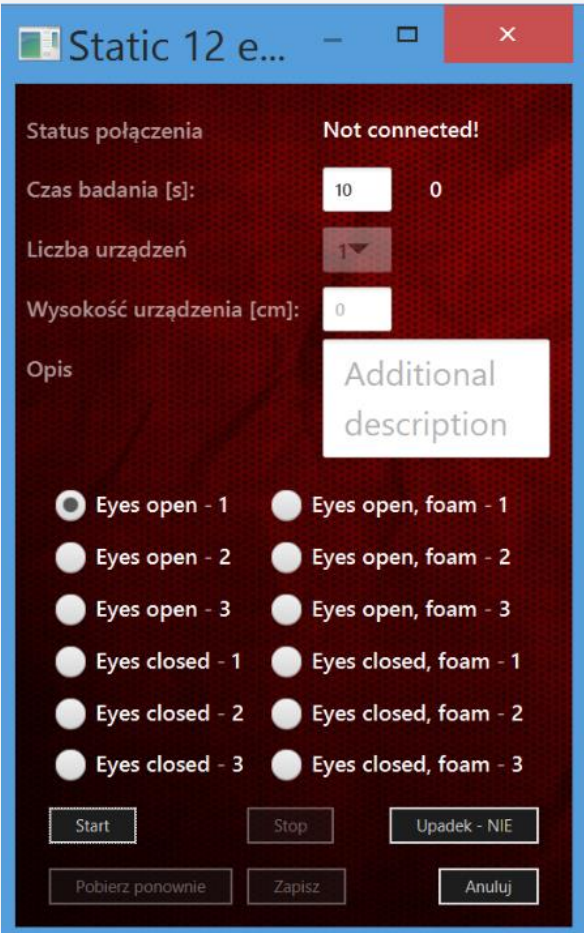 Static 12 e...
Status połączenia Not connected!
Czas badania [s]: 10 0
Liczba urządzeń 1
Wysokość urządzenia [cm]: 0
Opis Additional
description
Eyes open - 1 Eyes open, foam - 1
Eyes open - 2 Eyes open, foam - 2
Eyes open - 3 Eyes open, foam - 3
Eyes closed - 1 Eyes closed, foam - 1
Eyes closed - 2 Eyes closed, foam - 2
Eyes closed - 3 Eyes closed, foam - 3
Start Stop Upadek - NIE
Pobierz ponownie Zapisz Anuluj